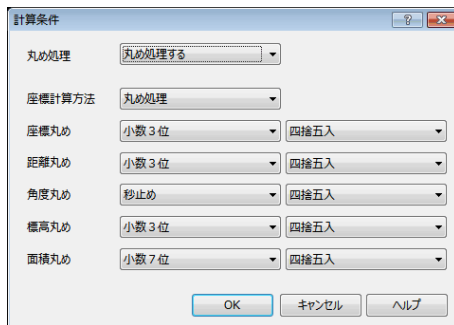 計算条件
丸め処理 丸め処理する
座標計算方法 丸め処理
座標丸め 小数3位 四捨五入
距離丸め 小数3位 四捨五入
角度丸め 秒止め 四捨五入
標高丸め 小数3位 四捨五入
面積丸め 小数7位 四捨五入
OK キャンセル ヘルプ